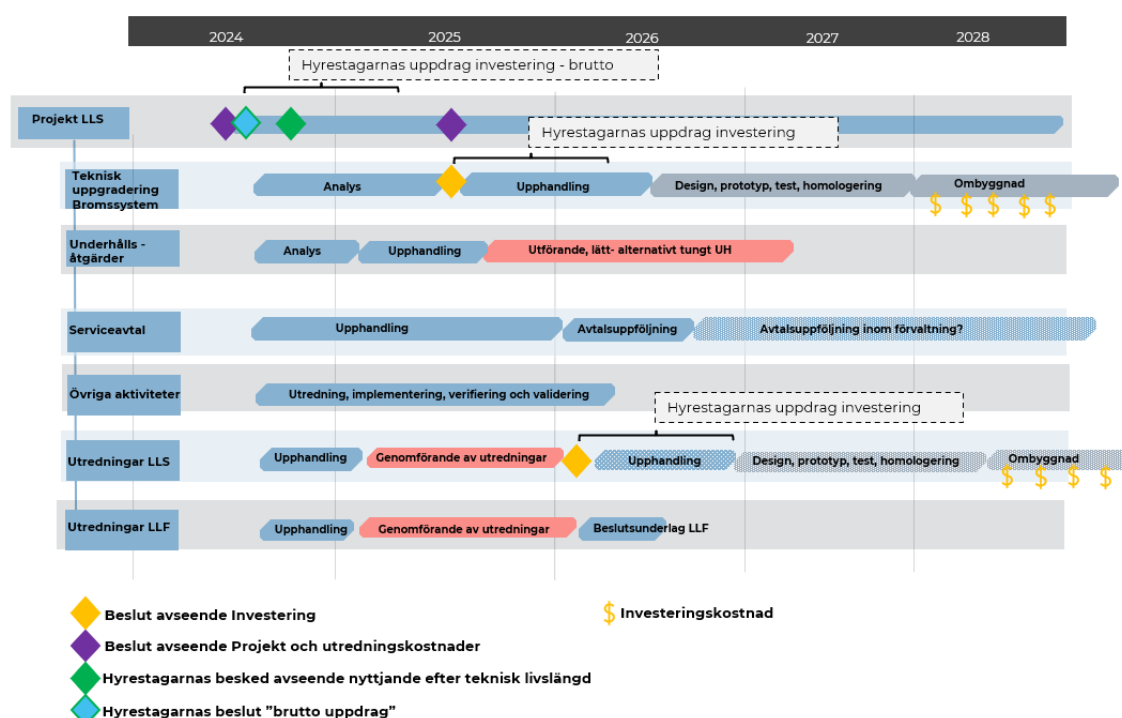 2024 2025 2026 2027 2028
Hyrestagarnas uppdrag investering - brutto
Projekt LLS
Hyrestagarnas uppdrag investering
Teknisk
uppgradering
Bromssystem
Analys
Upphandling
Design, prototyp, test, homologering
Ombyggnad
$ $ $ $ $
Underhålls -
åtgärder
Analys
Upphandling
Utförande, lätt- alternativt tungt UH
Serviceavtal
Upphandling
Avtalsuppföljning
Avtalsuppföljning inom förvaltning?
Övriga aktiviteter
Utredning, implementering, verifiering och validering
Hyrestagarnas uppdrag investering
Utredningar LLS
Upphandling
Genomförande av utredningar
Upphandling
Design, prototyp, test, homologering
Ombyggnad
$ $ $ $
Utredningar LLF
Upphandling
Genomförande av utredningar
Beslutsunderlag LLF
Beslut avseende Investering
$ Investeringskostnad
Beslut avseende Projekt och utredningskostnader
Hyrestagarnas besked avseende nyttjande efter teknisk livslängd
Hyrestagarnas beslut ”brutto uppdrag”